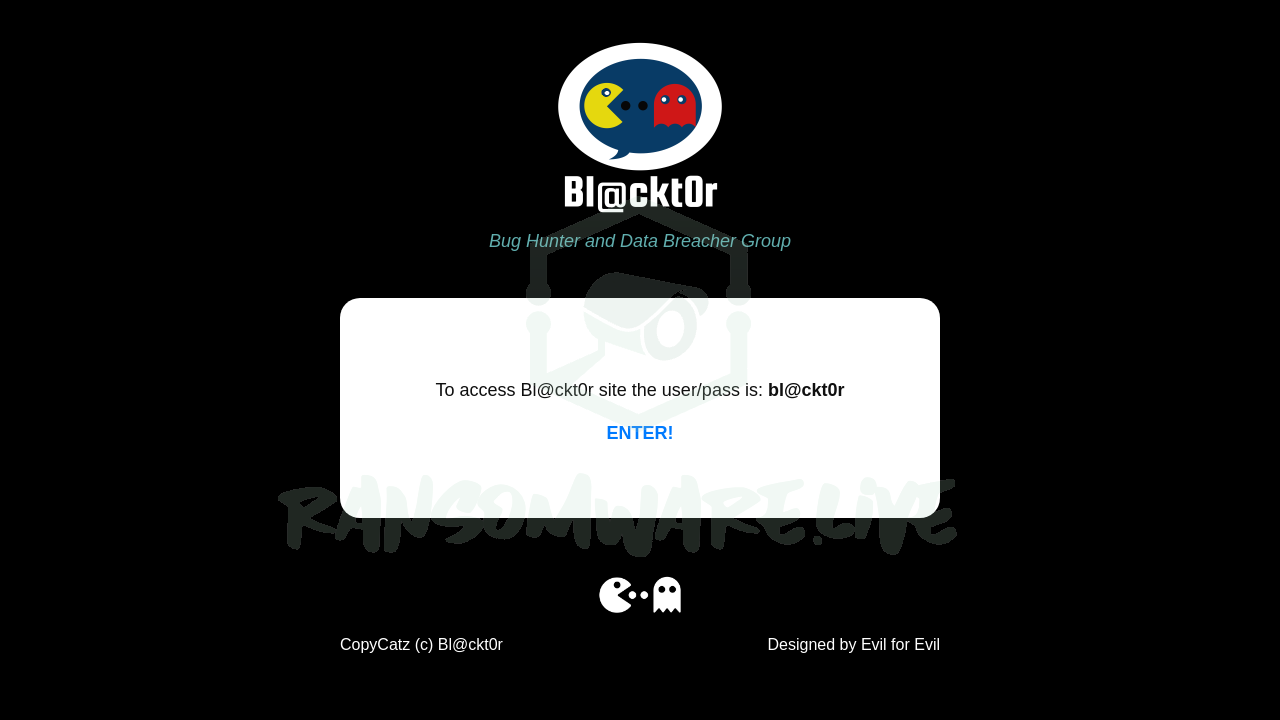 Bl@ckt0r
Bug Hunter and Data Breacher Group
To access Bl@ckt0r site the user/pass is: bl@ckt0r
ENTER!
RANSOMWARE.LIVE
CopyCatz (c) Bl@ckt0r
Designed by Evil for Evil